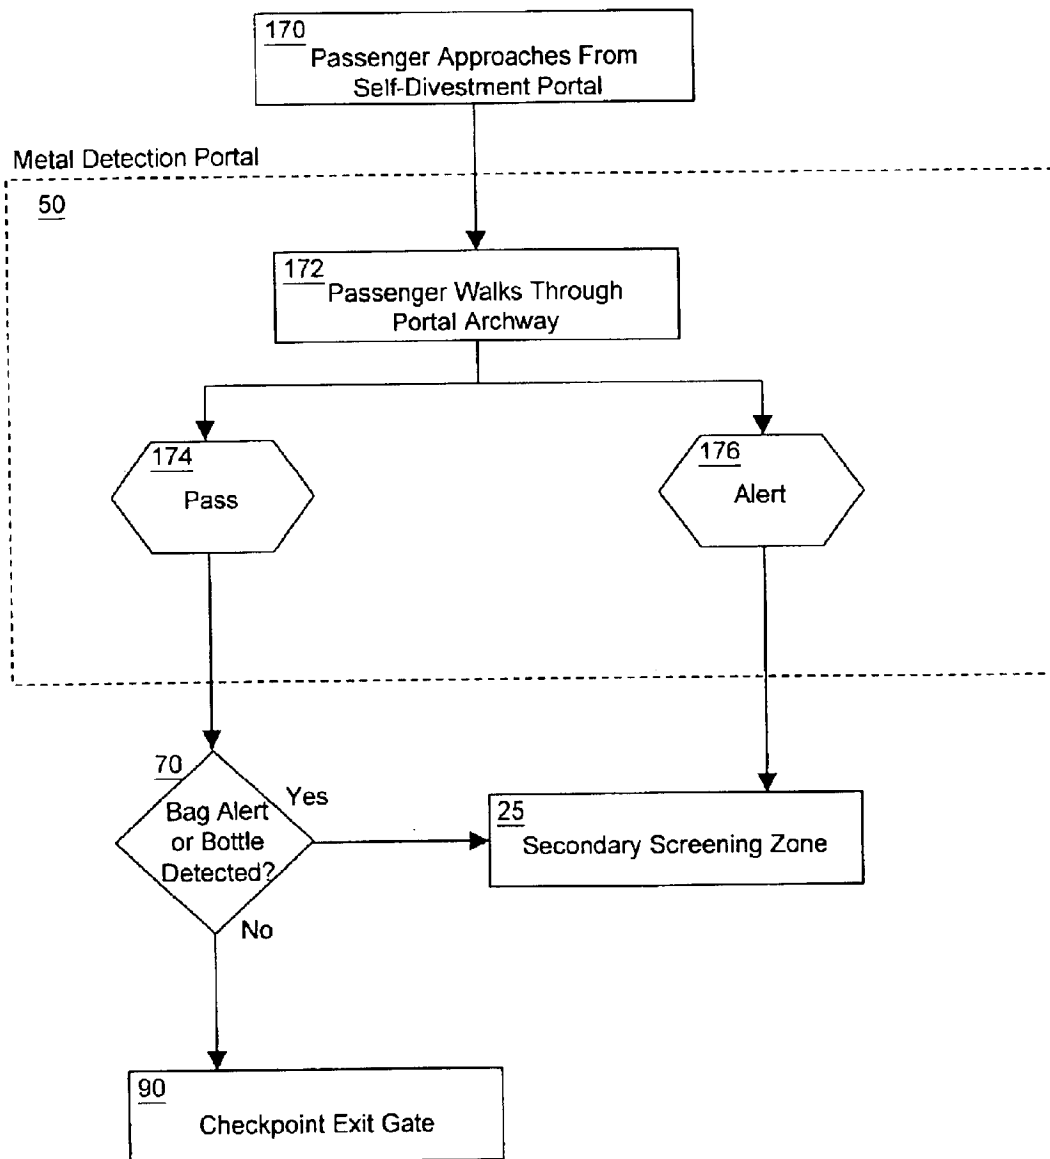 170
Passenger Approaches From
Self-Divestment Portal
Metal Detection Portal
50
172
Passenger Walks Through
Portal Archway
174
Pass
176
Alert
70
Bag Alert
or Bottle
Detected?
Yes
No
25
Secondary Screening Zone
90
Checkpoint Exit Gate